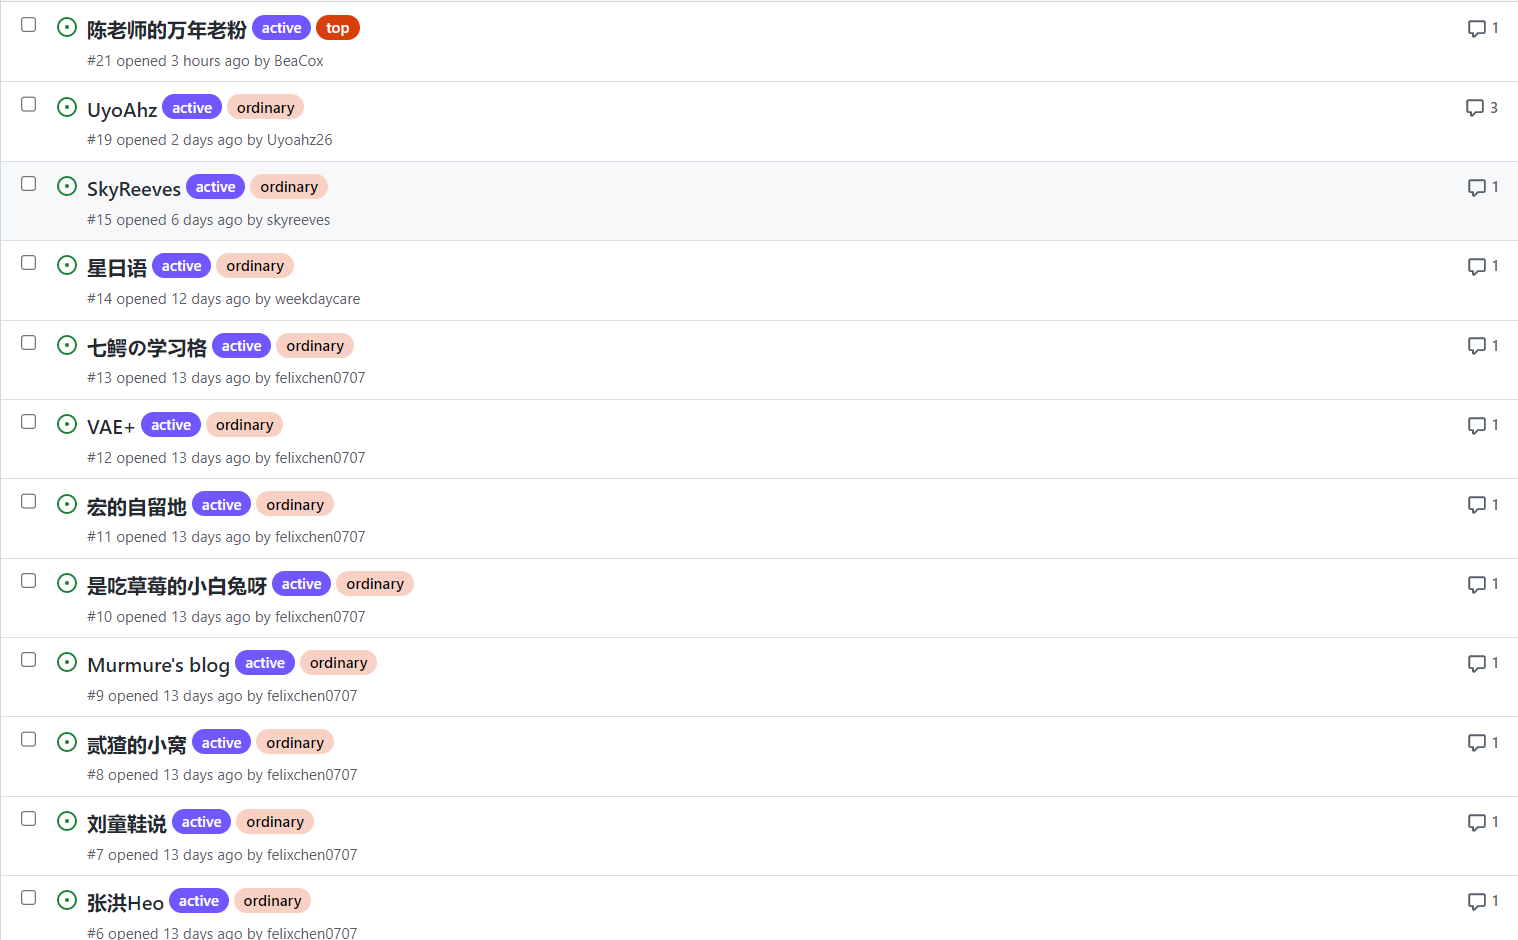 陈老师的万年老粉 active top 1
#21 opened 3 hours ago by BeaCox
UyoAhz active ordinary 3
#19 opened 2 days ago by Uyoahz26
SkyReeves active ordinary 1
#15 opened 6 days ago by skyreeves
星日语 active ordinary 1
#14 opened 12 days ago by weekdaycare
七鳄の学习格 active ordinary 1
#13 opened 13 days ago by felixchen0707
VAE+ active ordinary 1
#12 opened 13 days ago by felixchen0707
宏的自留地 active ordinary 1
#11 opened 13 days ago by felixchen0707
是吃草莓的小白兔呀 active ordinary 1
#10 opened 13 days ago by felixchen0707
Murmure's blog active ordinary 1
#9 opened 13 days ago by felixchen0707
贰猹的小窝 active ordinary 1
#8 opened 13 days ago by felixchen0707
刘童鞋说 active ordinary 1
#7 opened 13 days ago by felixchen0707
张洪Heo active ordinary 1
#6 opened 13 days ago by felixchen0707